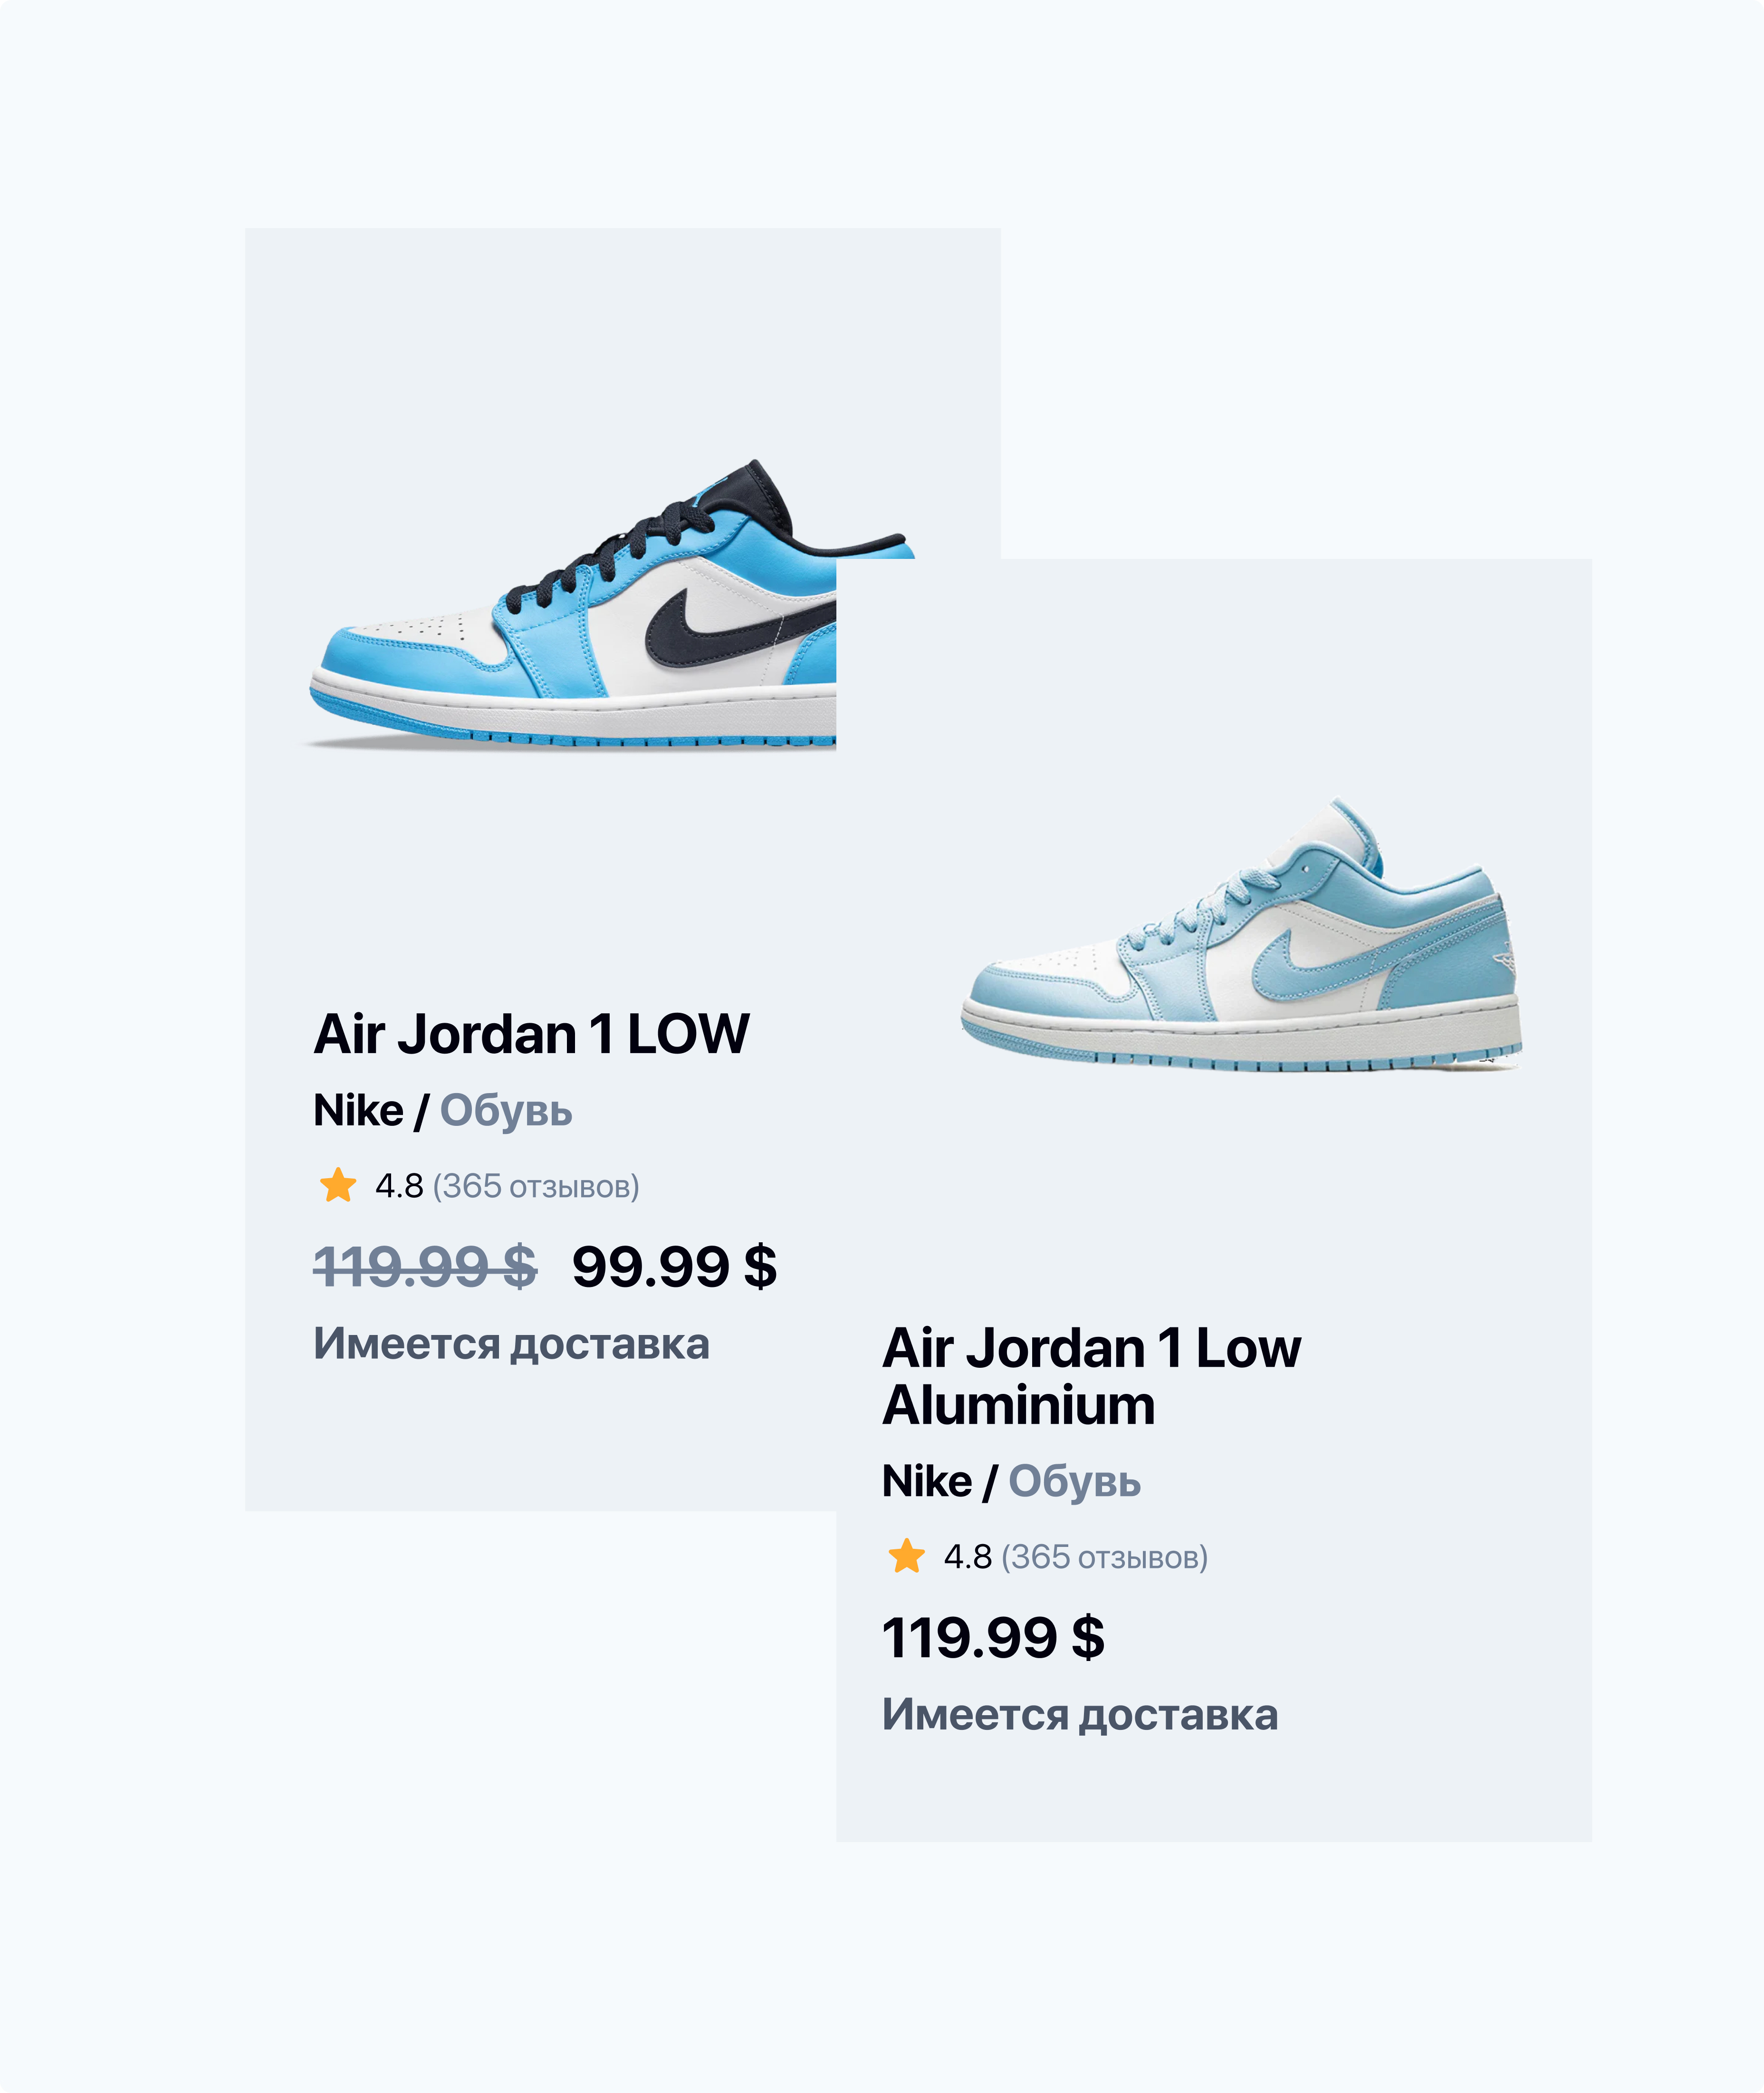 Air Jordan 1 LOW
Nike / Обувь
4.8 (365 отзывов)
119.99 $ 99.99 $
Имеется доставка
Air Jordan 1 Low
Aluminium
Nike / Обувь
4.8 (365 отзывов)
119.99 $
Имеется доставка